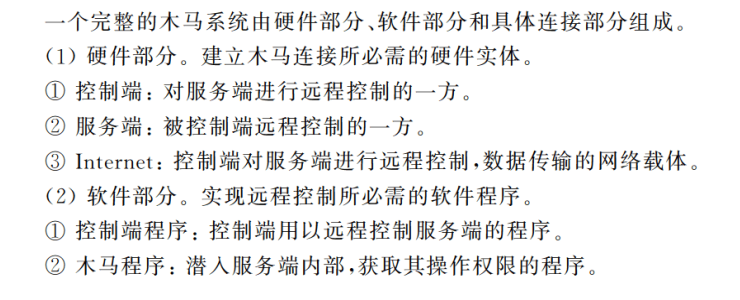 一个完整的木马系统由硬件部分、软件部分和具体连接部分组成。
(1) 硬件部分。建立木马连接所必需的硬件实体。
① 控制端：对服务端进行远程控制的一方。
② 服务端：被控制端远程控制的一方。
③ Internet：控制端对服务端进行远程控制,数据传输的网络载体。
(2) 软件部分。实现远程控制所必需的软件程序。
① 控制端程序：控制端用以远程控制服务端的程序。
② 木马程序：潜入服务端内部,获取其操作权限的程序。